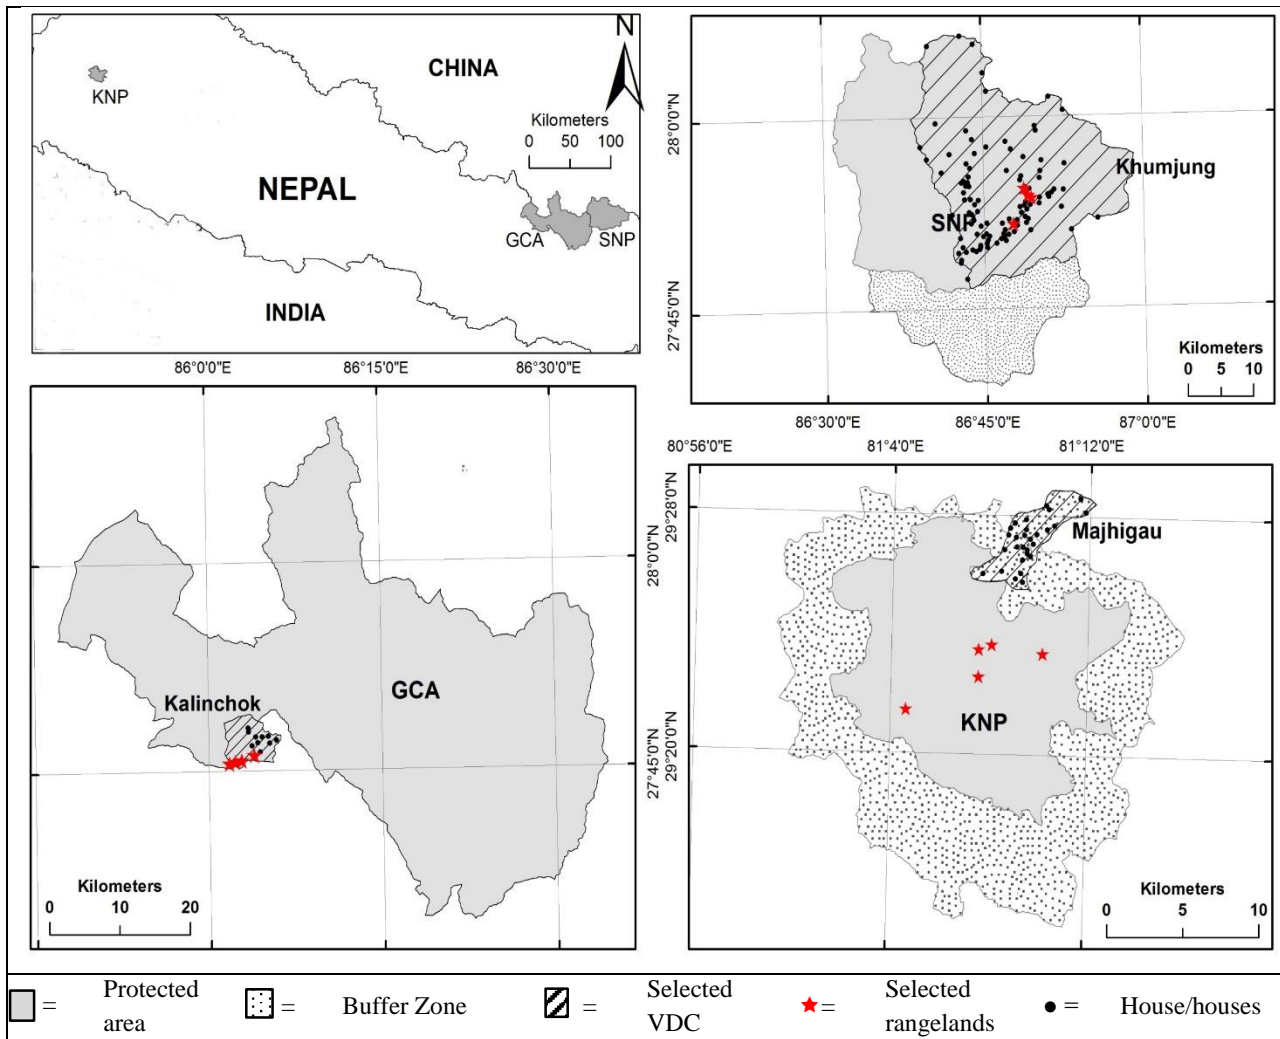 N
CHINA
KNP
Kilometers
0 50 100
NEPAL
GCA
SNP
INDIA
28°0'0"N
Khumjung
SNP
27°45'0"N
Kilometers
0 5 10
86°30'0"E 86°45'0"E 87°0'0"E
86°0'0"E 86°15'0"E 86°30'0"E
28°0'0"N
Kalinchok
GCA
27°45'0"N
Kilometers
0 10 20
80°56'0"E 81°4'0"E 81°12'0"E
29°28'0"N
Majhigau
KNP
29°20'0"N
Kilometers
0 5 10
= Protected
area
= Buffer Zone
= Selected
VDC
= Selected
rangelands
= House/houses